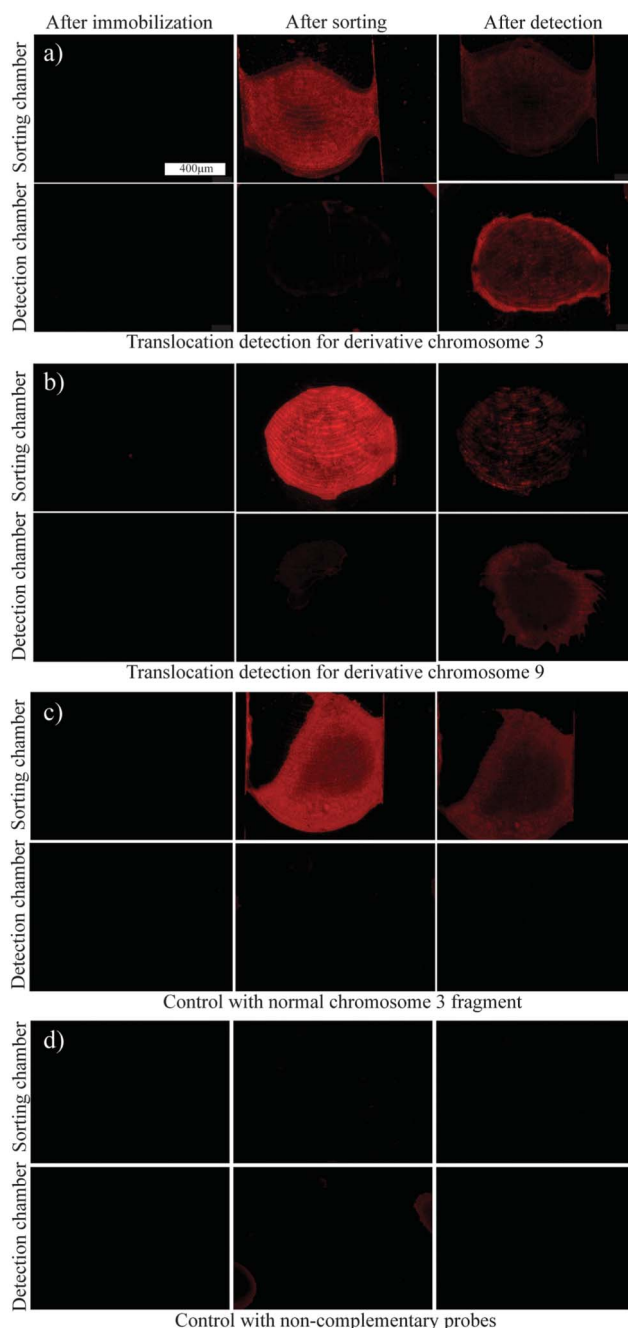 After immobilization After sorting After detection
a)
Sorting chamber
400μm
Detection chamber
Translocation detection for derivative chromosome 3
b)
Sorting chamber
Detection chamber
Translocation detection for derivative chromosome 9
c)
Sorting chamber
Detection chamber
Control with normal chromosome 3 fragment
d)
Sorting chamber
Detection chamber
Control with non-complementary probes